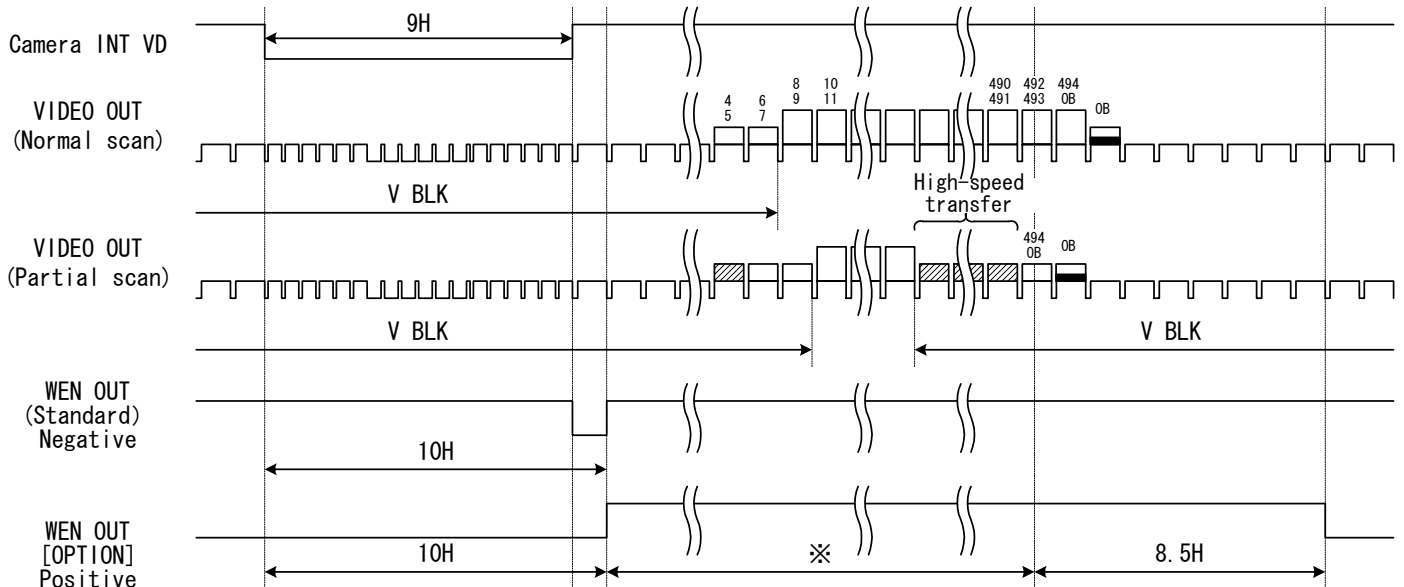 9H
Camera INT VD
8 10 490 492 494
4 6 9 11 491 493 OB OB
5 7
VIDEO OUT
(Normal scan)
V BLK
High-speed
transfer
VIDEO OUT
(Partial scan)
494
OB OB
V BLK
V BLK
WEN OUT
(Standard)
Negative
10H
WEN OUT
[OPTION]
Positive
10H
※
8.5H